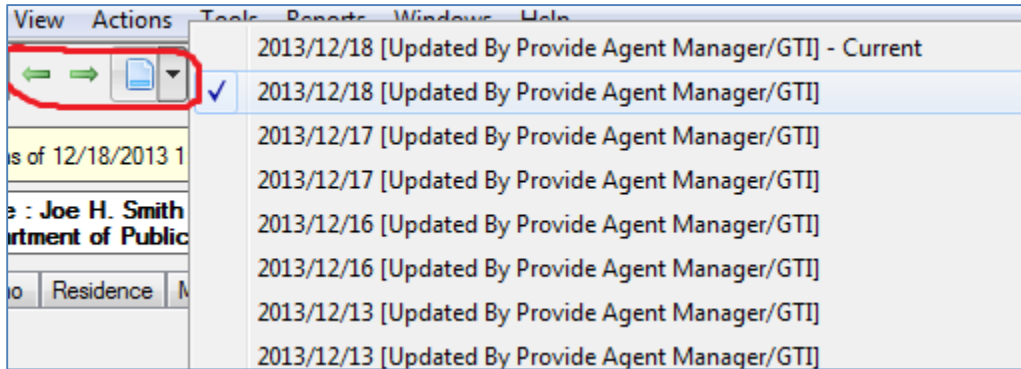 View Actions Tools Reports Windows Help
2013/12/18 [Updated By Provide Agent Manager/GTI] - Current
2013/12/18 [Updated By Provide Agent Manager/GTI]
2013/12/17 [Updated By Provide Agent Manager/GTI]
2013/12/17 [Updated By Provide Agent Manager/GTI]
2013/12/16 [Updated By Provide Agent Manager/GTI]
2013/12/16 [Updated By Provide Agent Manager/GTI]
2013/12/13 [Updated By Provide Agent Manager/GTI]
2013/12/13 [Updated By Provide Agent Manager/GTI]
of 12/18/2013 1
: Joe H. Smith
of Public
Residence